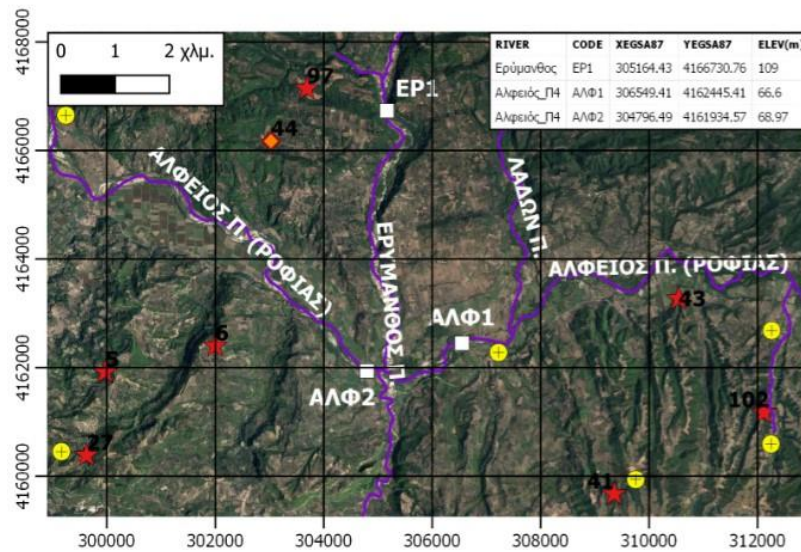 0 1 2 χλμ.
RIVER CODE XEGSA87 YEGSA87 ELEV(m)
Ερύμανθος ΕΡ1 305164.43 4166730.76 109
Αλφειός_Π4 ΑΛΦ1 306549.41 4162445.41 66.6
Αλφειός_Π4 ΑΛΦ2 304796.49 4161934.57 68.97
4168000
97
ΕΡ1
44
4166000
ΑΛΦΕΙΟΣ Π. (ΡΟΦΙΑΣ)
ΛΑΔΩΝ Π.
ΕΡΥΜΑΝΘΟΣ Π.
4164000
ΑΛΦΕΙΟΣ Π. (ΡΟΦΙΑΣ)
43
ΑΛΦ1
6
5
4162000
ΑΛΦ2
102
27
4160000
41
300000 302000 304000 306000 308000 310000 312000